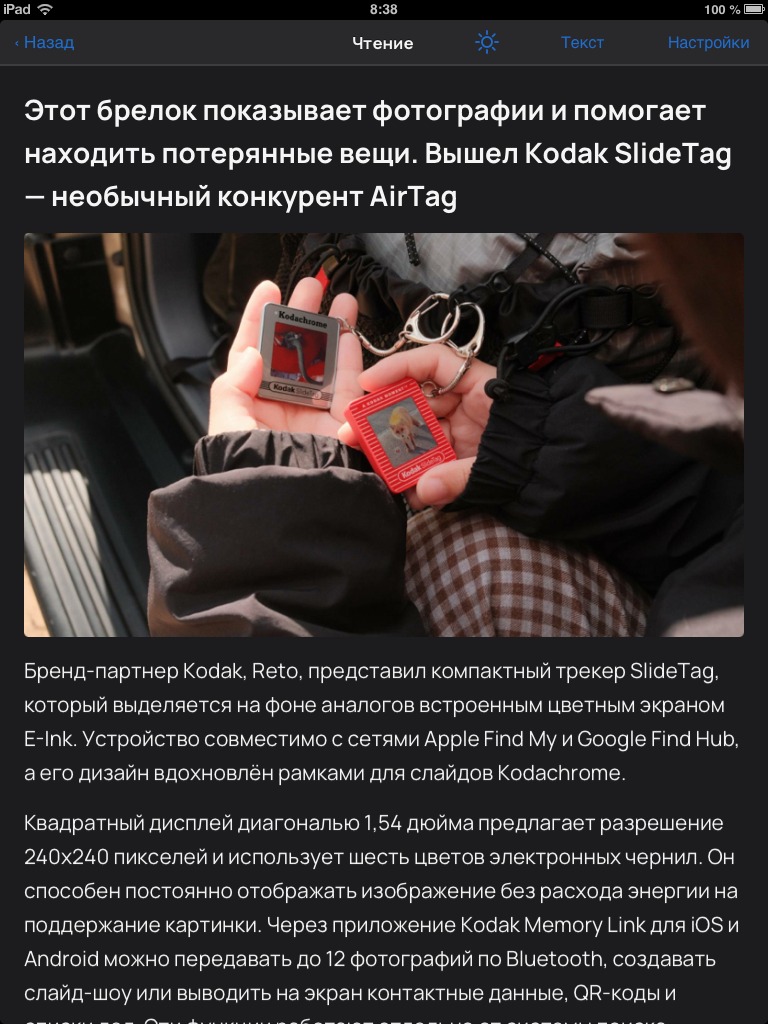 iPad 8:38 100 %
‹ Назад Чтение Текст Настройки
Этот брелок показывает фотографии и помогает
находить потерянные вещи. Вышел Kodak SlideTag
— необычный конкурент AirTag
Kodachrome
Kodak SlideTag
A KODAK MOMENT
Kodak SlideTag
Бренд-партнер Kodak, Reto, представил компактный трекер SlideTag,
который выделяется на фоне аналогов встроенным цветным экраном
E-Ink. Устройство совместимо с сетями Apple Find My и Google Find Hub,
а его дизайн вдохновлён рамками для слайдов Kodachrome.
Квадратный дисплей диагональю 1,54 дюйма предлагает разрешение
240x240 пикселей и использует шесть цветов электронных чернил. Он
способен постоянно отображать изображение без расхода энергии на
поддержание картинки. Через приложение Kodak Memory Link для iOS и
Android можно передавать до 12 фотографий по Bluetooth, создавать
слайд-шоу или выводить на экран контактные данные, QR-коды и